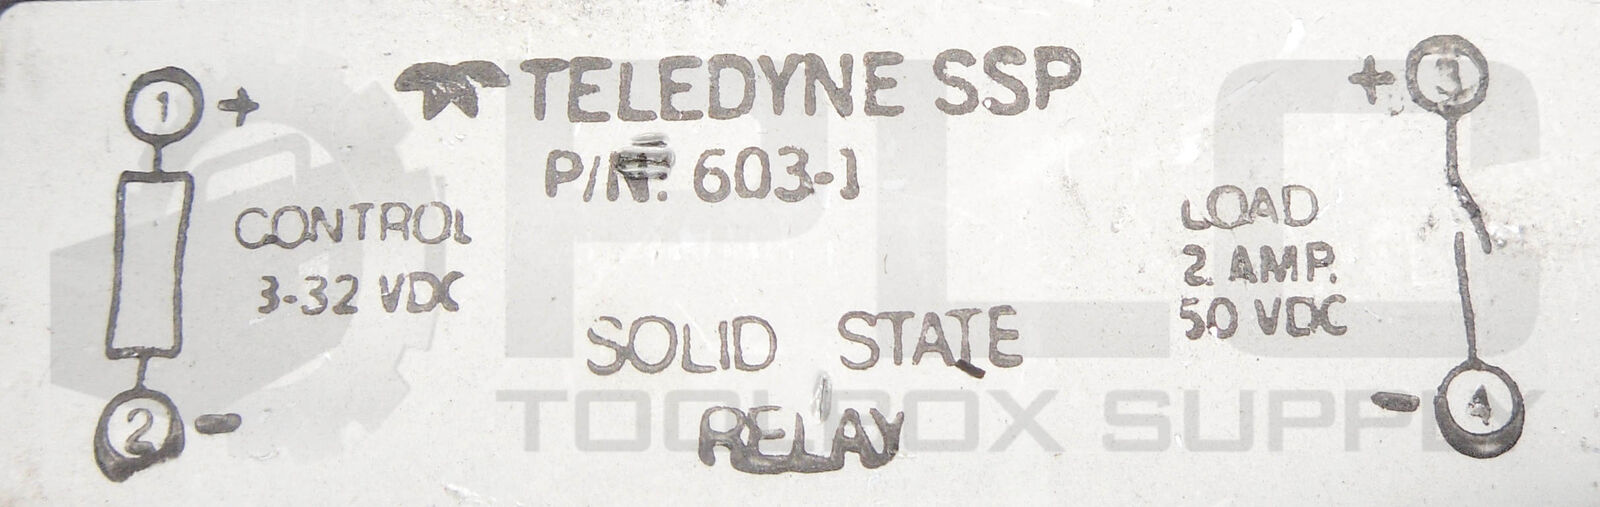 TELEDYNE SSP
P/N. 603-1
1 +
CONTROL
3-32 VDC
2 -
SOLID STATE
RELAY
+ 3
LOAD
2 AMP.
50 VDC
- 4
PLC
TOOLBOX SUPPLY